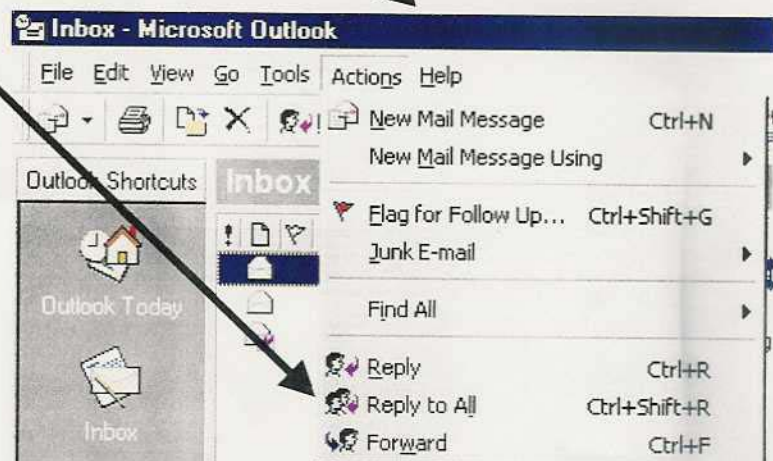 Inbox - Microsoft Outlook
File Edit View Go Tools Actions Help
New Mail Message Ctrl+N
New Mail Message Using
Outlook Shortcuts Inbox
Flag for Follow Up... Ctrl+Shift+G
Junk E-mail
Outlook Today
Find All
Reply Ctrl+R
Reply to All Ctrl+Shift+R
Inbox
Forward Ctrl+F